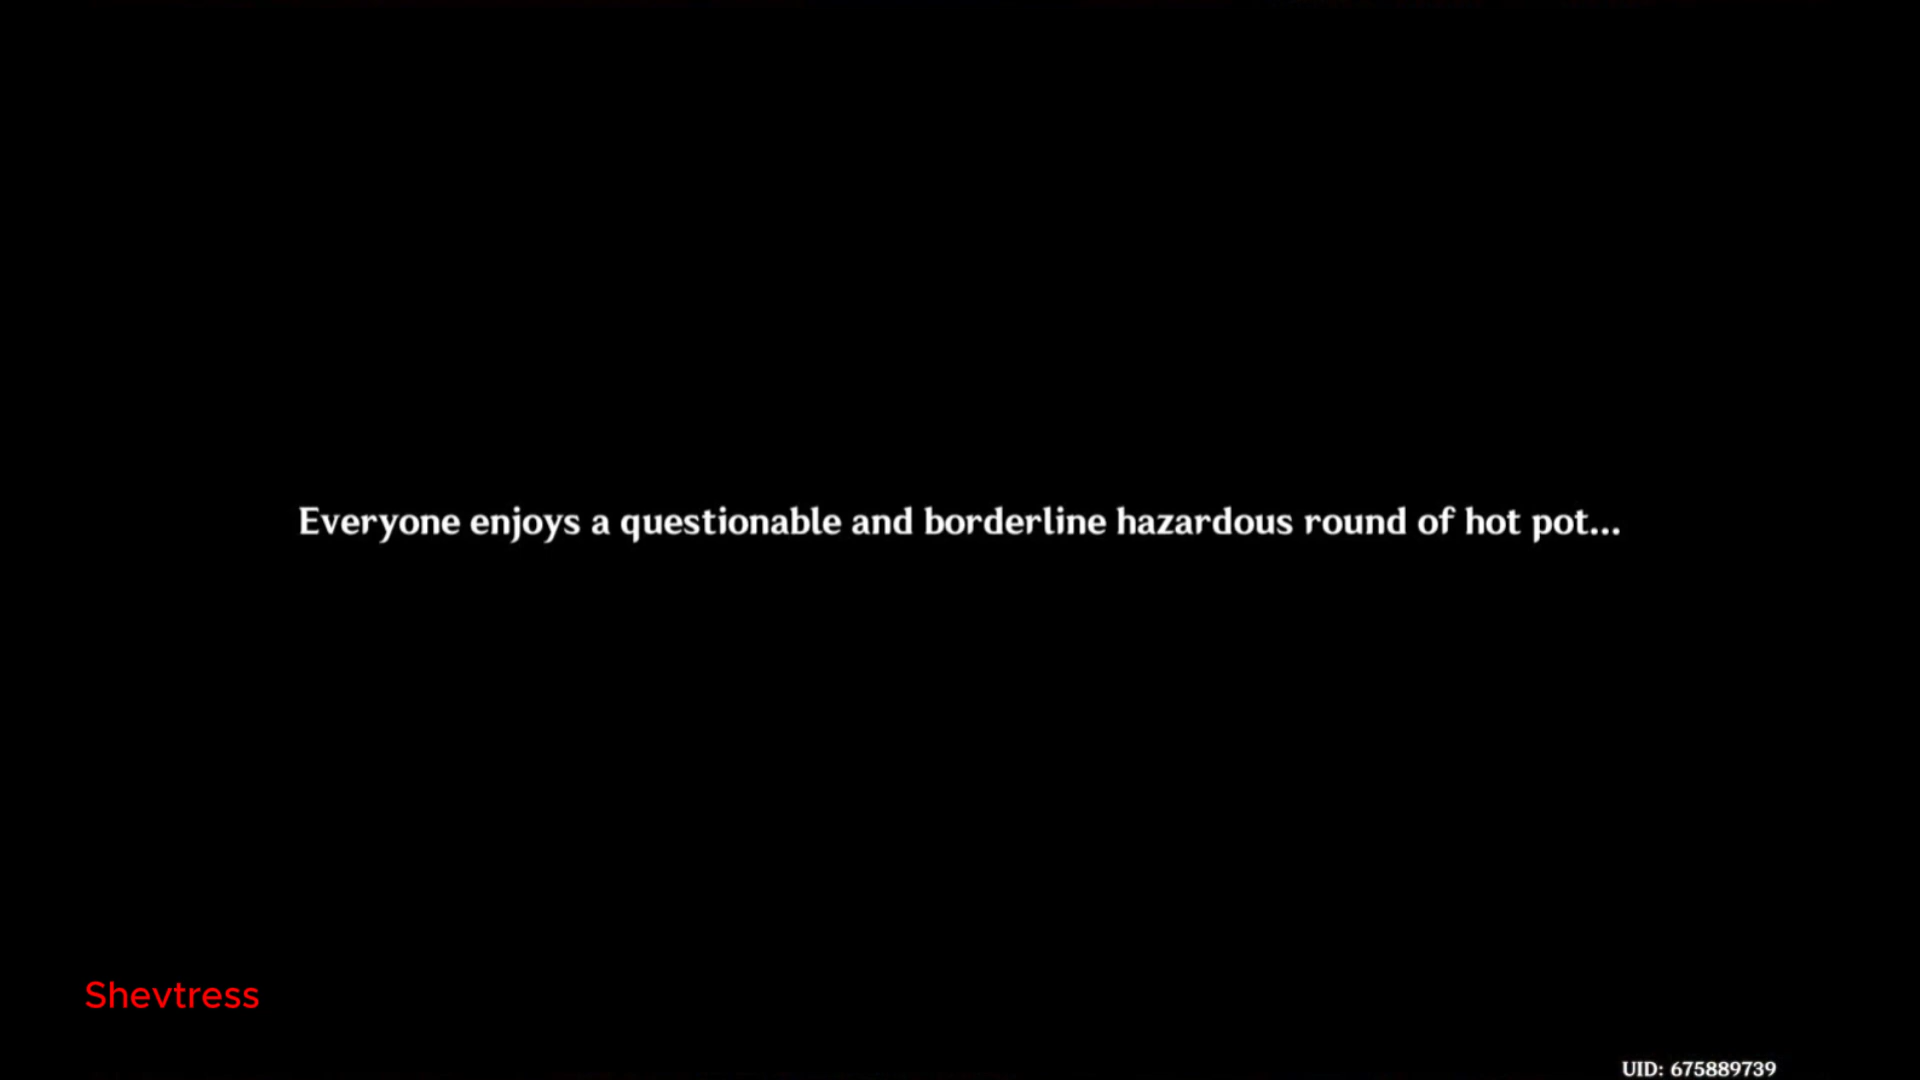 Everyone enjoys a questionable and borderline hazardous round of hot pot...
Shevtress
UID: 675889739